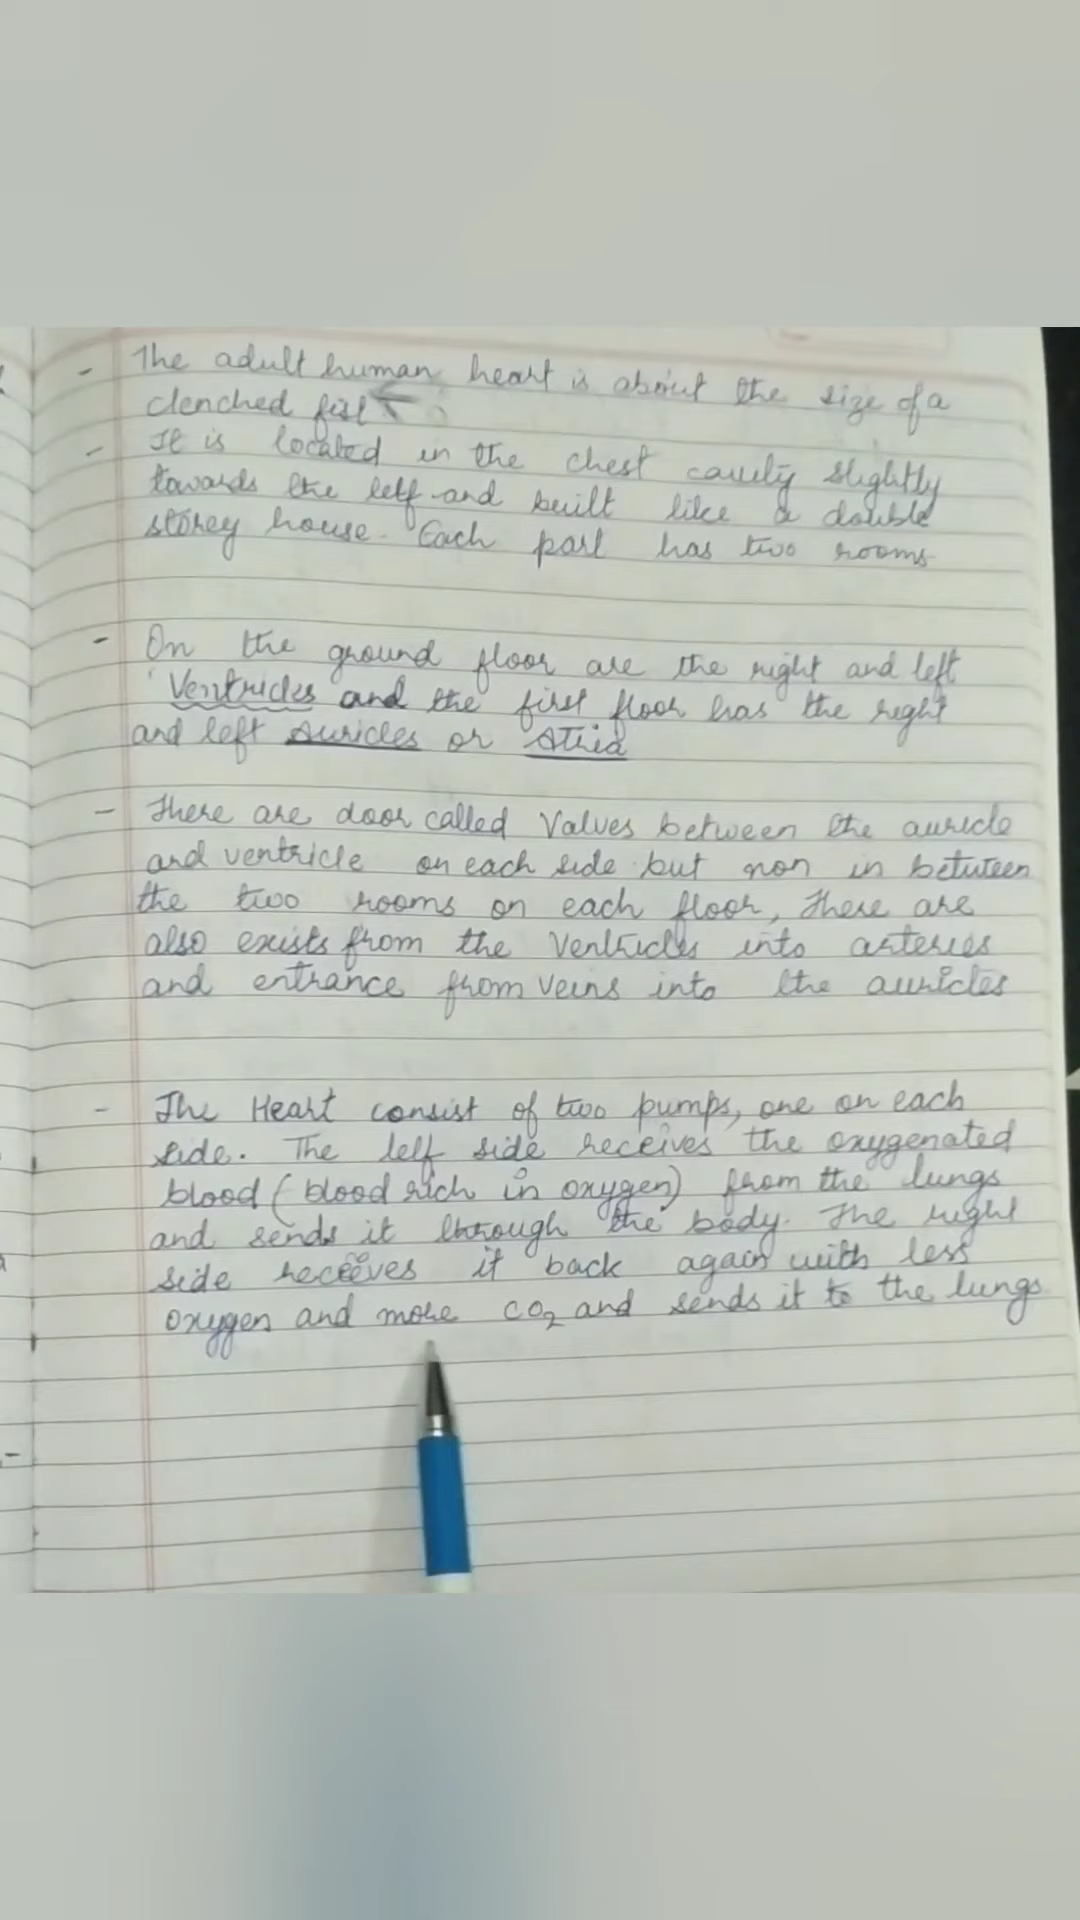 - The adult human heart is about the size of a
clenched fist
- It is located in the chest cavity slightly
towards the left and built like a double
storey house. Each part has two rooms
- On the ground floor are the right and left
Ventricles and the first floor has the right
and left Auricles or Atria
- There are door called Valves between the auricle
and ventricle on each side but non in between
the two rooms on each floor, There are
also exists from the Ventricles into arteries
and entrance from veins into the auricles
- The Heart consist of two pumps, one on each
side. The left side receives the oxygenated
blood (blood rich in oxygen) from the lungs
and sends it through the body. The right
side receives it back again with less
oxygen and more CO2 and sends it to the lungs